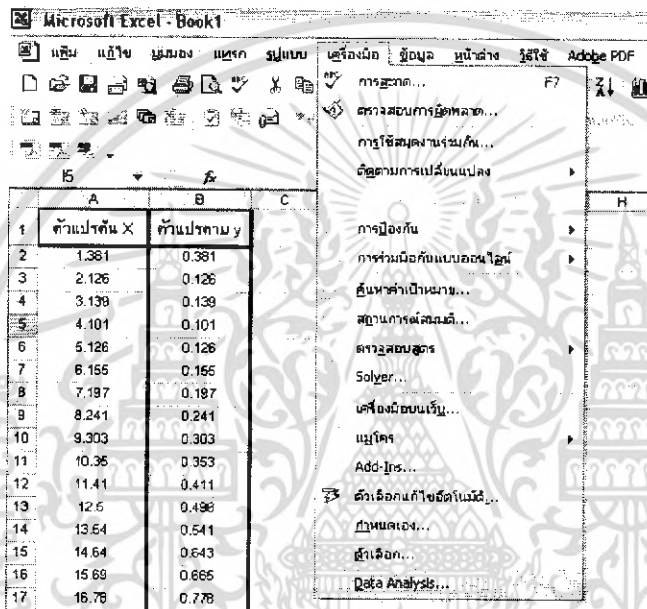 Microsoft Excel - Book1
แฟ้ม แก้ไข มุมมอง แทรก รูปแบบ เครื่องมือ ข้อมูล หน้าต่าง วิธีใช้ Adobe PDF
การสะกด... F7
ตรวจสอบการผิดพลาด...
การใช้สมุดงานร่วมกัน...
ติดตามการเปลี่ยนแปลง
การป้องกัน
การร่วมมือกันแบบออนไลน์
ค้นหาค่าเป้าหมาย...
สถานการณ์สมมติ...
ตรวจสอบสูตร
Solver...
เครื่องมือบนเว็บ...
แมโคร
Add-Ins...
ตัวเลือกแก้ไขอัตโนมัติ...
กำหนดเอง...
ตัวเลือก...
Data Analysis...
I5 fx
A B C H
1 ตัวแปรต้น X ตัวแปรตาม y
2 1.381 0.381
3 2.126 0.126
4 3.139 0.139
5 4.101 0.101
6 5.126 0.126
7 6.155 0.155
8 7.197 0.197
9 8.241 0.241
10 9.303 0.303
11 10.35 0.353
12 11.41 0.411
13 12.5 0.496
14 13.54 0.541
15 14.64 0.643
16 15.69 0.665
17 16.78 0.778